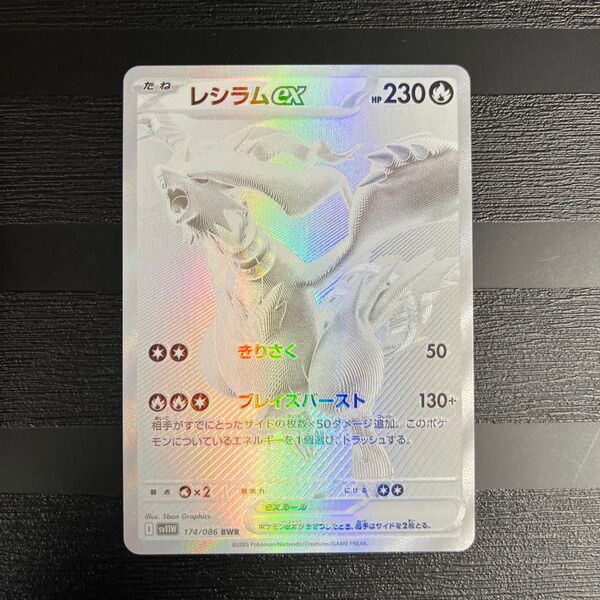 たね
レシラムex
HP 230
きりさく 50
ブレイズバースト 130+
相手がすでにとったサイドの枚数×50ダメージ追加。このポケ
モンについているエネルギーを1個選び、トラッシュする。
弱点 ×2 抵抗力 にげる
exルール
ポケモンexがきぜつしたとき、相手はサイドを2枚とる。
Illus. 5ban Graphics
I sv11W 174/086 BWR
©2025 Pokémon/Nintendo/Creatures/GAME FREAK.